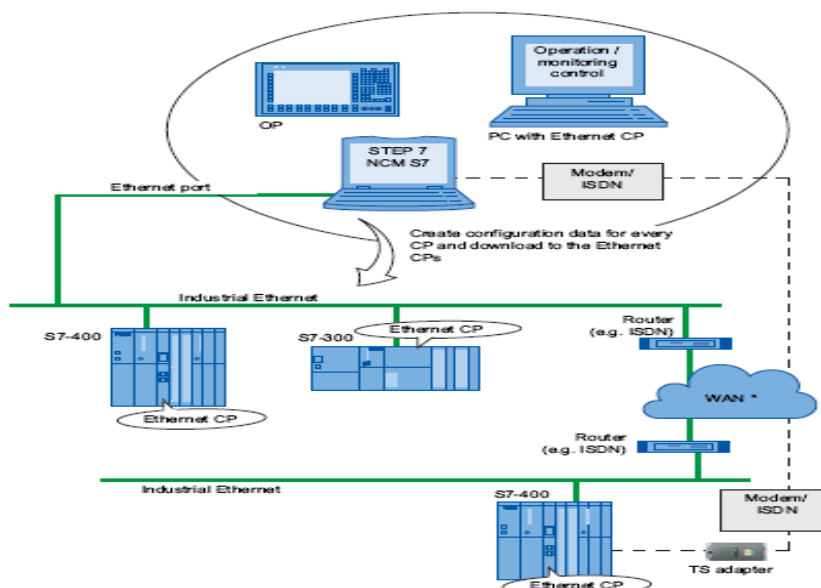 Operation /
monitoring
control
OP
PC with Ethernet CP
STEP 7
NCM S7
Modem/
ISDN
Ethernet port
Create configuration data for every
CP and download to the Ethernet
CPs
Industrial Ethernet
S7-400
Ethernet CP
S7-300
Ethernet CP
Router
(e.g. ISDN)
WAN *
Router
(e.g. ISDN)
Industrial Ethernet
S7-400
Modem/
ISDN
TS adapter
Ethernet CP